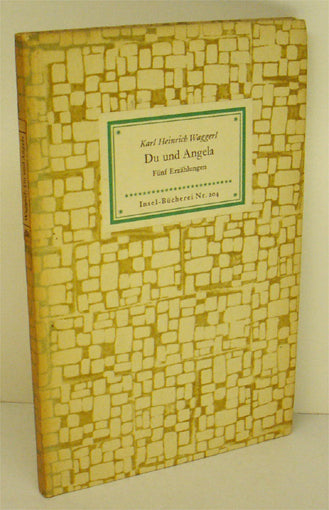 Karl Heinrich Waggerl
Du und Angela
Fünf Erzählungen
Insel-Bücherei Nr. 204